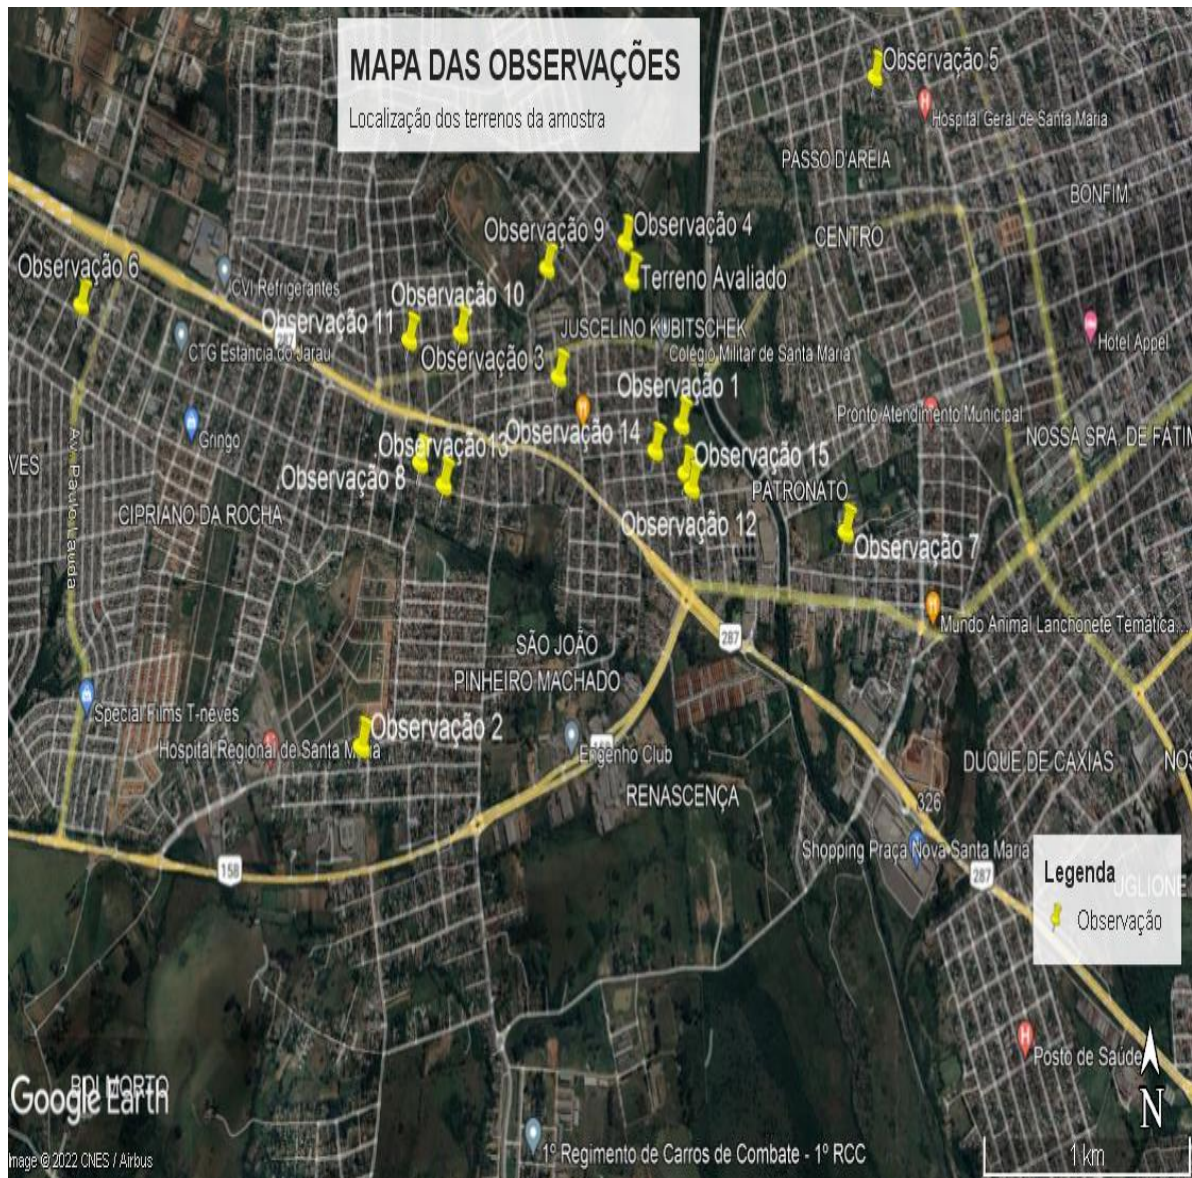 MAPA DAS OBSERVAÇÕES
Localização dos terrenos da amostra
Observação 5
Hospital Geral de Santa Maria
PASSO D'AREIA
BONFIM
Observação 9
Observação 4
CENTRO
Observação 6
Terreno Avaliado
CVI Refrigerantes
Observação 10
Observação 11
JUSCELINO KUBITSCHEK
Hotel Appel
CTG Estancia do Jarau
Observação 3
Colégio Militar de Santa Maria
Observação 1
Pronto Atendimento Municipal
Gringo
Observação 14
NOSSA SRA. DE FATIM
Observação13
Observação 15
VES
Observação 8
PATRONATO
CIPRIANO DA ROCHA
Observação 12
Observação 7
Av. Paulo Lauda
Mundo Animal Lanchonete Temática...
287
SÃO JOÃO
PINHEIRO MACHADO
Special Films T-neves
Observação 2
Hospital Regional de Santa Maria
Engenho Club
DUQUE DE CAXIAS
NOS
RENASCENÇA
326
Shopping Praça Nova Santa Maria
158
287
Legenda
UGLIONE
Observação
Posto de Saúde
Google Earth
N
1º Regimento de Carros de Combate - 1º RCC
1 km
mage © 2022 CNES / Airbus